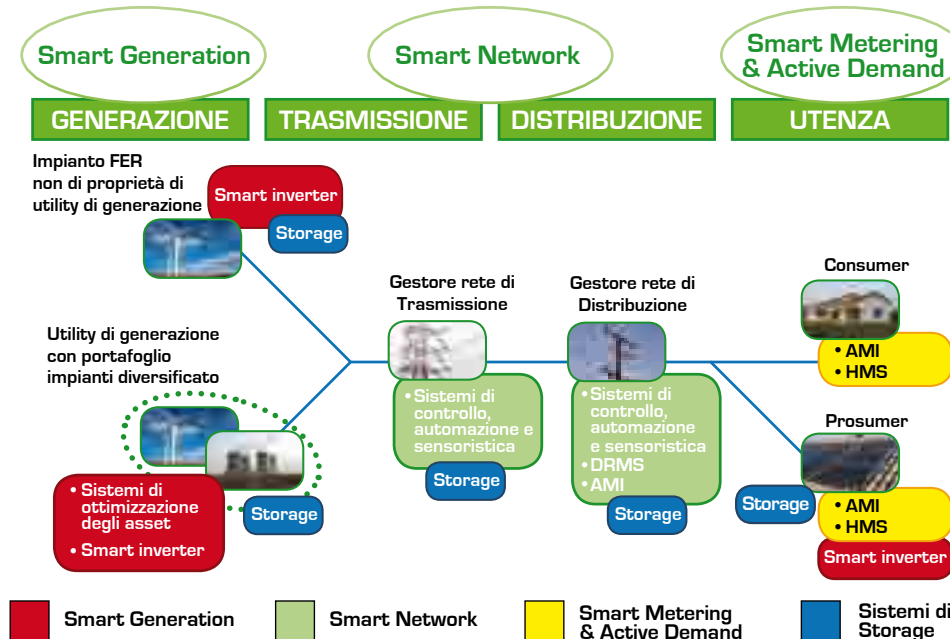 Smart Generation
Smart Network
Smart Metering
& Active Demand
GENERAZIONE
TRASMISSIONE
DISTRIBUZIONE
UTENZA
Impianto FER
non di proprietà di
utility di generazione
Smart inverter
Storage
Utility di generazione
con portafoglio
impianti diversificato
• Sistemi di
ottimizzazione
degli asset
• Smart inverter
Storage
Gestore rete di
Trasmissione
• Sistemi di
controllo,
automazione e
sensoristica
Storage
Gestore rete di
Distribuzione
• Sistemi di
controllo,
automazione
e sensoristica
• DRMS
• AMI
Storage
Consumer
• AMI
• HMS
Prosumer
Storage
• AMI
• HMS
Smart inverter
Smart Generation
Smart Network
Smart Metering
& Active Demand
Sistemi di
Storage